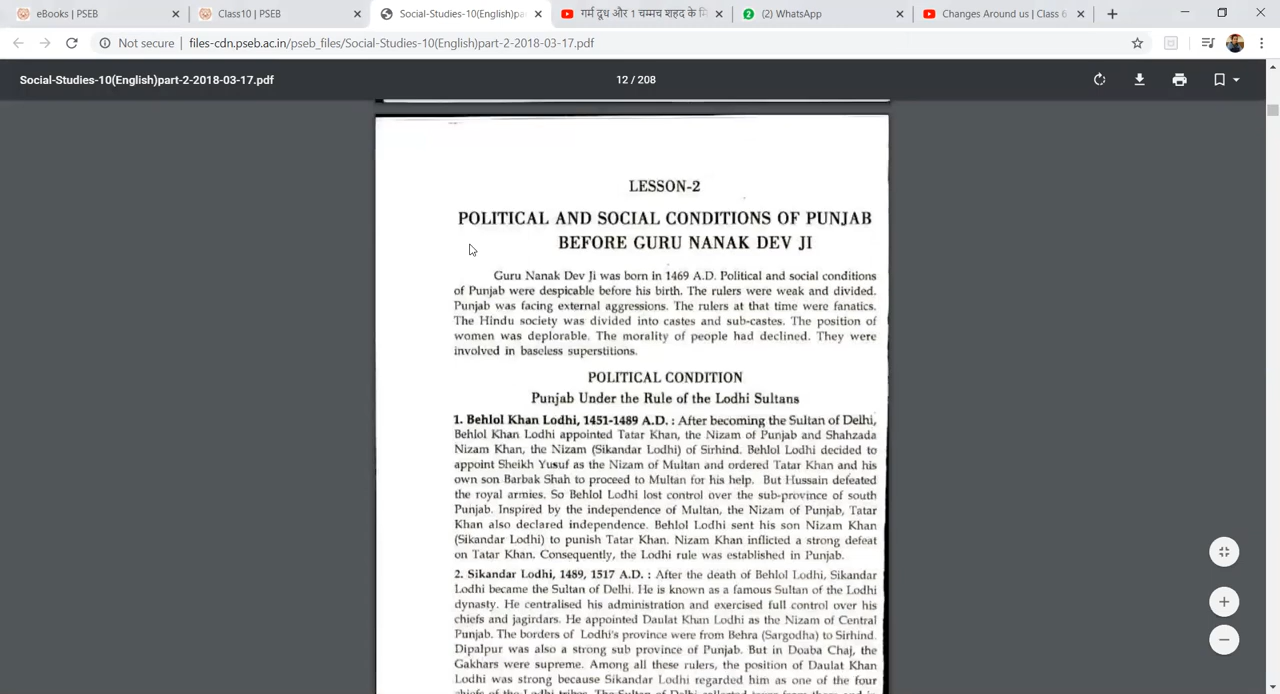 eBooks | PSEB
Class10 | PSEB
Social-Studies-10(English)pa
गर्म दूध और 1 चम्मच शहद के
(2) WhatsApp
Changes Around us | Class 6
Not secure | files-cdn.pseb.ac.in/pseb_files/Social-Studies-10(English)part-2-2018-03-17.pdf
Social-Studies-10(English)part-2-2018-03-17.pdf
12 / 208
LESSON-2
POLITICAL AND SOCIAL CONDITIONS OF PUNJAB
BEFORE GURU NANAK DEV JI
Guru Nanak Dev Ji was born in 1469 A.D. Political and social conditions
of Punjab were despicable before his birth. The rulers were weak and divided.
Punjab was facing external aggressions. The rulers at that time were fanatics.
The Hindu society was divided into castes and sub-castes. The position of
women was deplorable. The morality of people had declined. They were
involved in baseless superstitions.
POLITICAL CONDITION
Punjab Under the Rule of the Lodhi Sultans
1. Behlol Khan Lodhi, 1451-1489 A.D. : After becoming the Sultan of Delhi,
Behlol Khan Lodhi appointed Tatar Khan, the Nizam of Punjab and Shahzada
Nizam Khan, the Nizam (Sikandar Lodhi) of Sirhind. Behlol Lodhi decided to
appoint Sheikh Yusuf as the Nizam of Multan and ordered Tatar Khan and his
own son Barbak Shah to proceed to Multan for his help. But Hussain defeated
the royal armies. So Behlol Lodhi lost control over the sub-province of south
Punjab. Inspired by the independence of Multan, the Nizam of Punjab, Tatar
Khan also declared independence. Behlol Lodhi sent his son Nizam Khan
(Sikandar Lodhi) to punish Tatar Khan. Nizam Khan inflicted a strong defeat
on Tatar Khan. Consequently, the Lodhi rule was established in Punjab.
2. Sikandar Lodhi, 1489, 1517 A.D. : After the death of Behlol Lodhi, Sikandar
Lodhi became the Sultan of Delhi. He is known as a famous Sultan of the Lodhi
dynasty. He centralised his administration and exercised full control over his
chiefs and jagirdars. He appointed Daulat Khan Lodhi as the Nizam of Central
Punjab. The borders of Lodhi's province were from Behra (Sargodha) to Sirhind.
Dipalpur was also a strong sub province of Punjab. But in Doaba Chaj, the
Gakhars were supreme. Among all these rulers, the position of Daulat Khan
Lodhi was strong because Sikandar Lodhi regarded him as one of the four